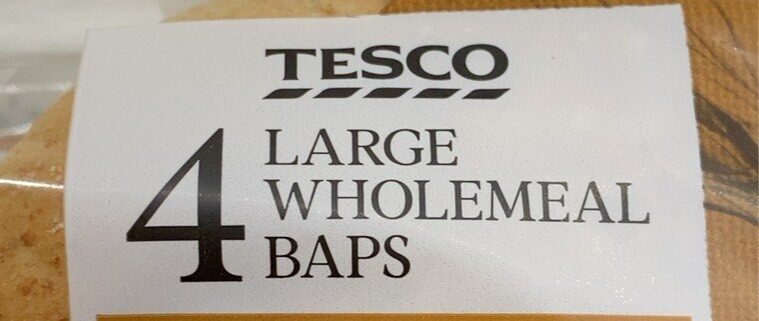 TESCO
4
LARGE
WHOLEMEAL
BAPS